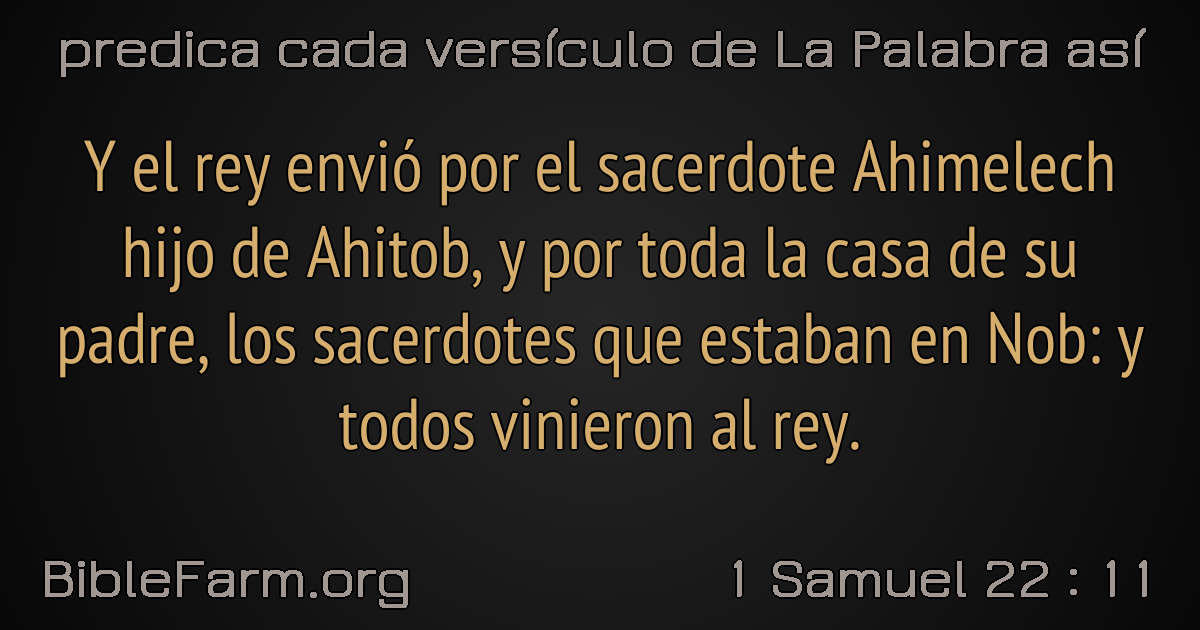 predica cada versículo de La Palabra así
Y el rey envió por el sacerdote Ahimelech
hijo de Ahitob, y por toda la casa de su
padre, los sacerdotes que estaban en Nob: y
todos vinieron al rey.
BibleFarm.org
1 Samuel 22 : 11